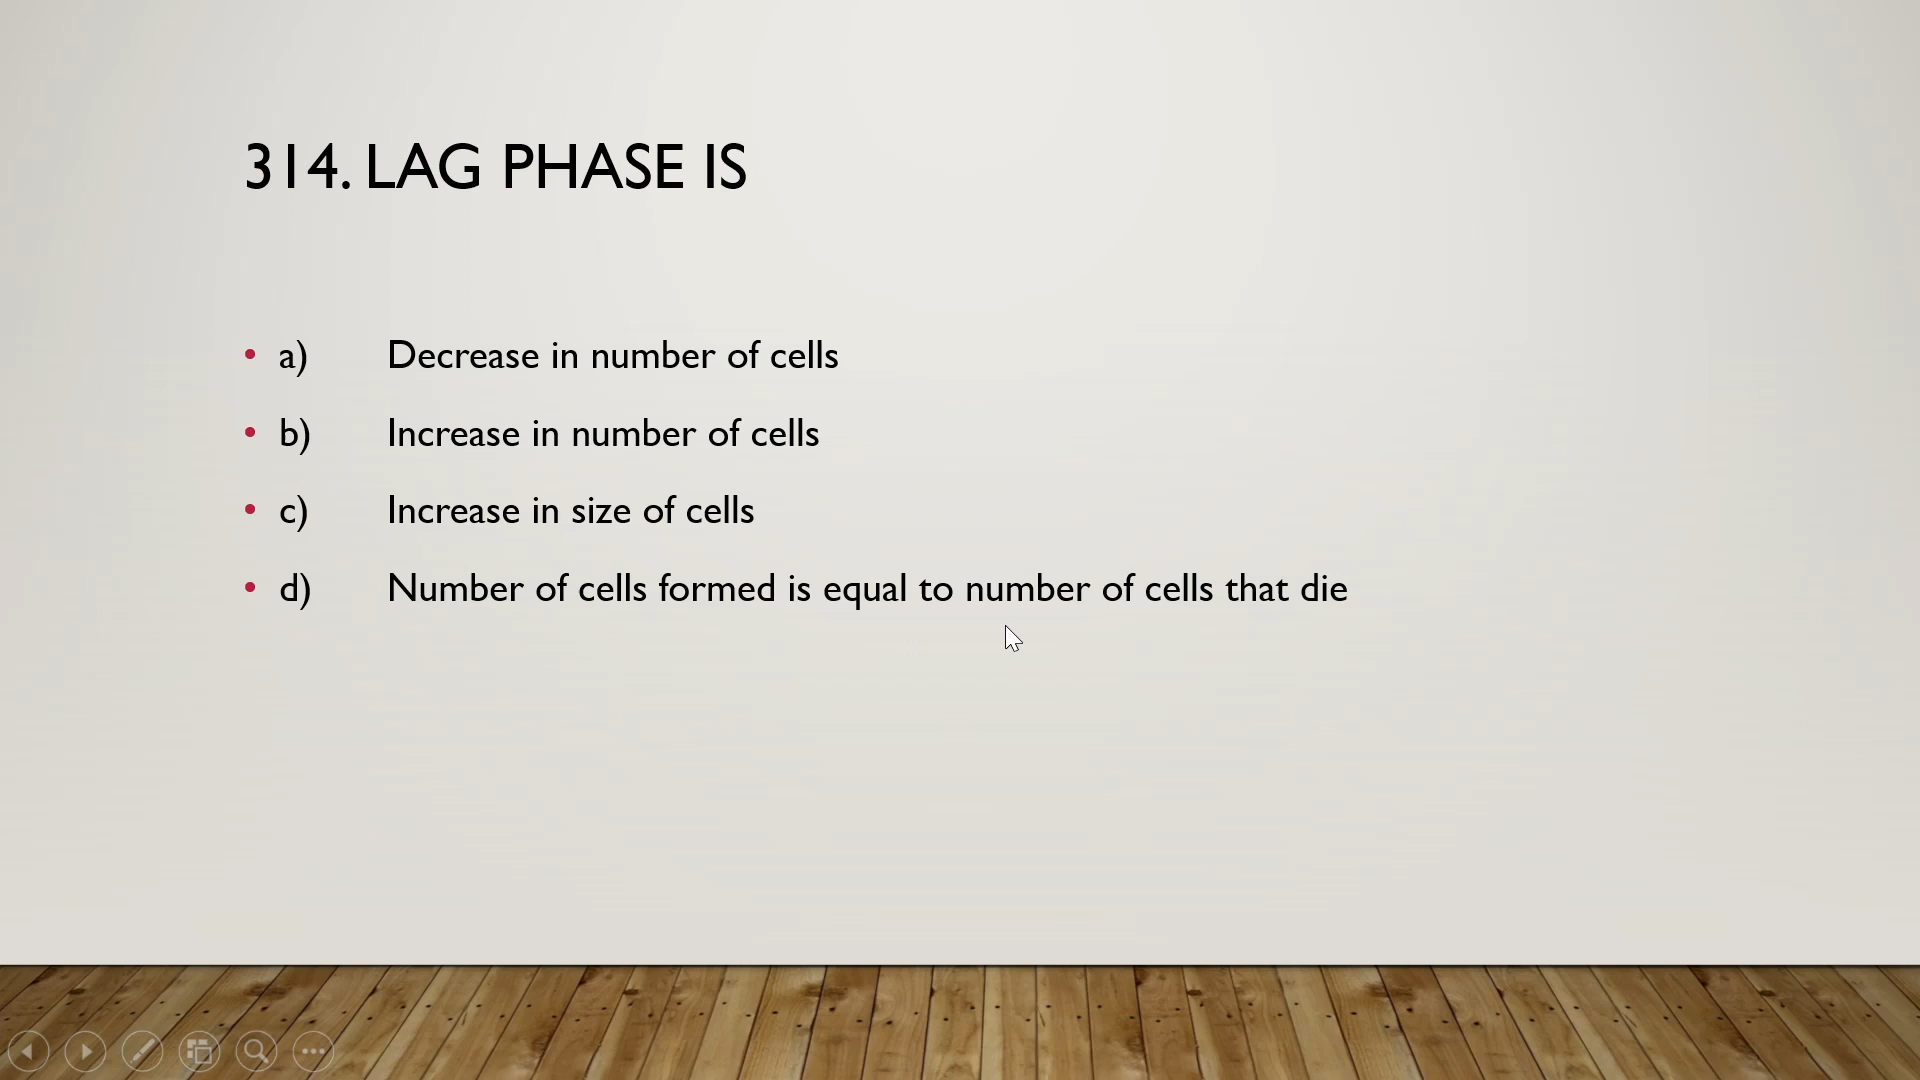 314. LAG PHASE IS
• a) Decrease in number of cells
• b) Increase in number of cells
• c) Increase in size of cells
• d) Number of cells formed is equal to number of cells that die